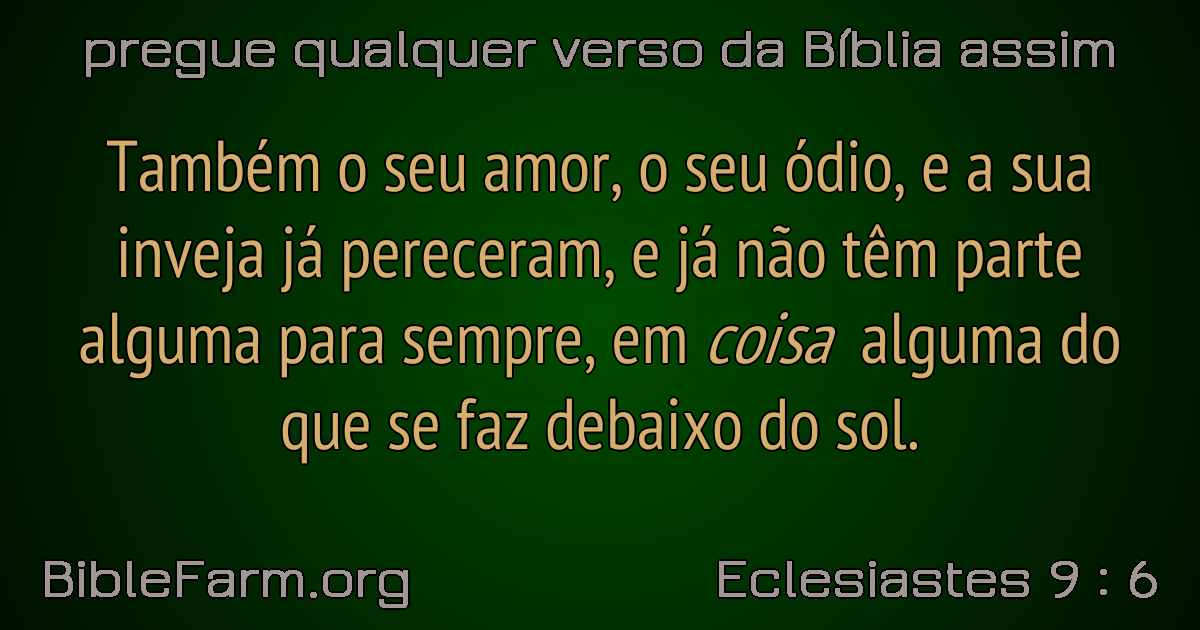 pregue qualquer verso da Bíblia assim
Também o seu amor, o seu ódio, e a sua
inveja já pereceram, e já não têm parte
alguma para sempre, em coisa alguma do
que se faz debaixo do sol.
BibleFarm.org
Eclesiastes 9 : 6